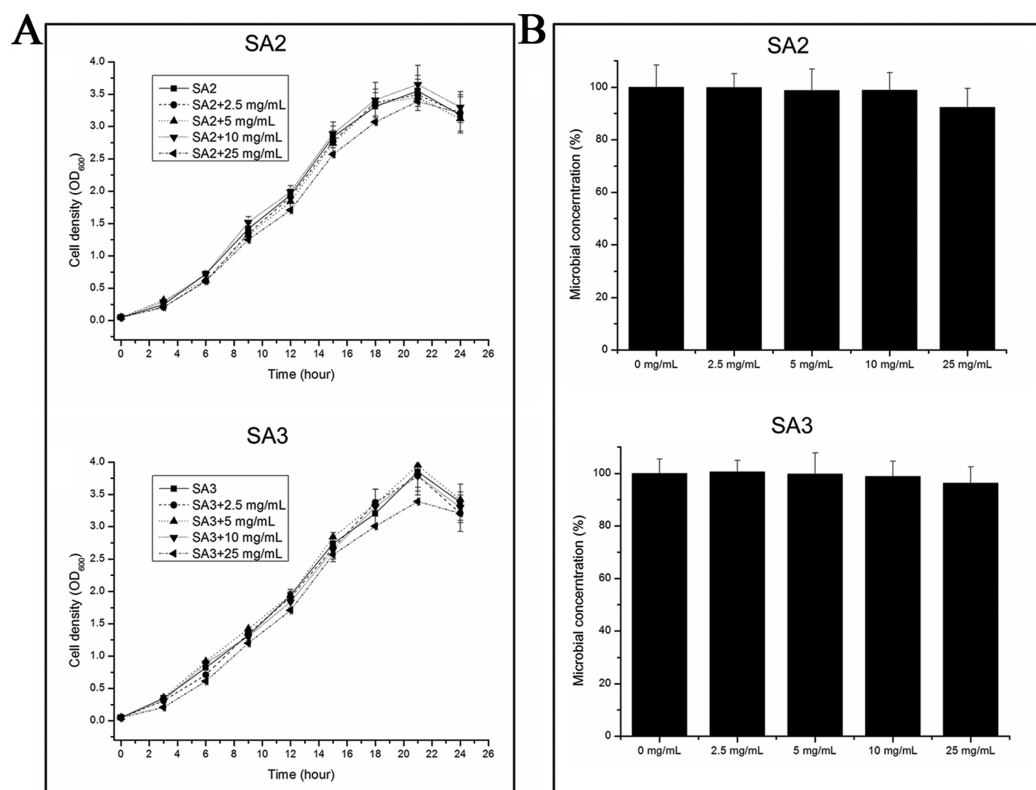 A
SA2
4.0
3.5
3.0
2.5
2.0
1.5
1.0
0.5
0.0
Cell density (OD600)
SA2
SA2+2.5 mg/mL
SA2+5 mg/mL
SA2+10 mg/mL
SA2+25 mg/mL
0 2 4 6 8 10 12 14 16 18 20 22 24 26
Time (hour)
SA3
4.0
3.5
3.0
2.5
2.0
1.5
1.0
0.5
0.0
Cell density (OD600)
SA3
SA3+2.5 mg/mL
SA3+5 mg/mL
SA3+10 mg/mL
SA3+25 mg/mL
0 2 4 6 8 10 12 14 16 18 20 22 24 26
Time (hour)
B
SA2
100
80
60
40
20
0
Microbial concerntration (%)
0 mg/mL 2.5 mg/mL 5 mg/mL 10 mg/mL 25 mg/mL
SA3
100
80
60
40
20
0
Microbial concerntration (%)
0 mg/mL 2.5 mg/mL 5 mg/mL 10 mg/mL 25 mg/mL